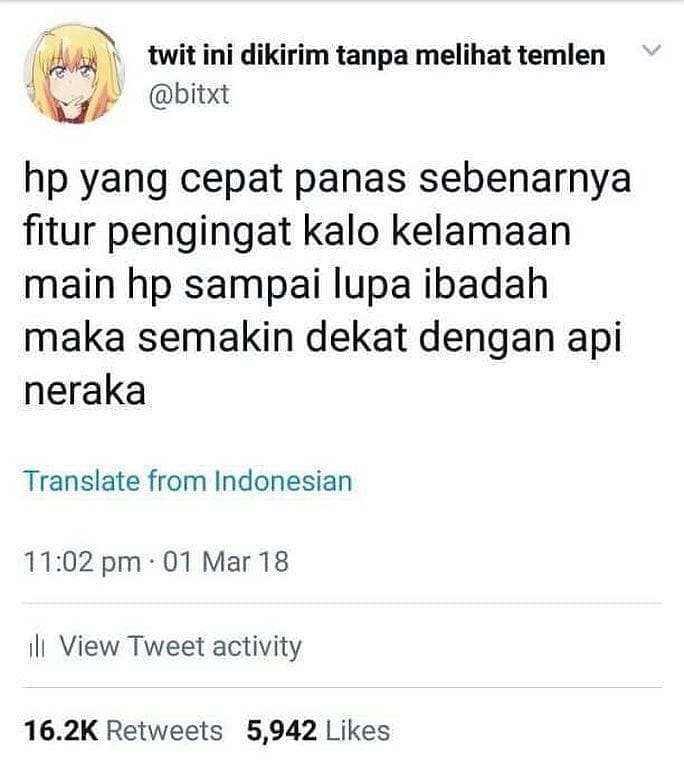 twit ini dikirim tanpa melihat temlen
@bitxt
hp yang cepat panas sebenarnya
fitur pengingat kalo kelamaan
main hp sampai lupa ibadah
maka semakin dekat dengan api
neraka
Translate from Indonesian
11:02 pm · 01 Mar 18
View Tweet activity
16.2K Retweets 5,942 Likes